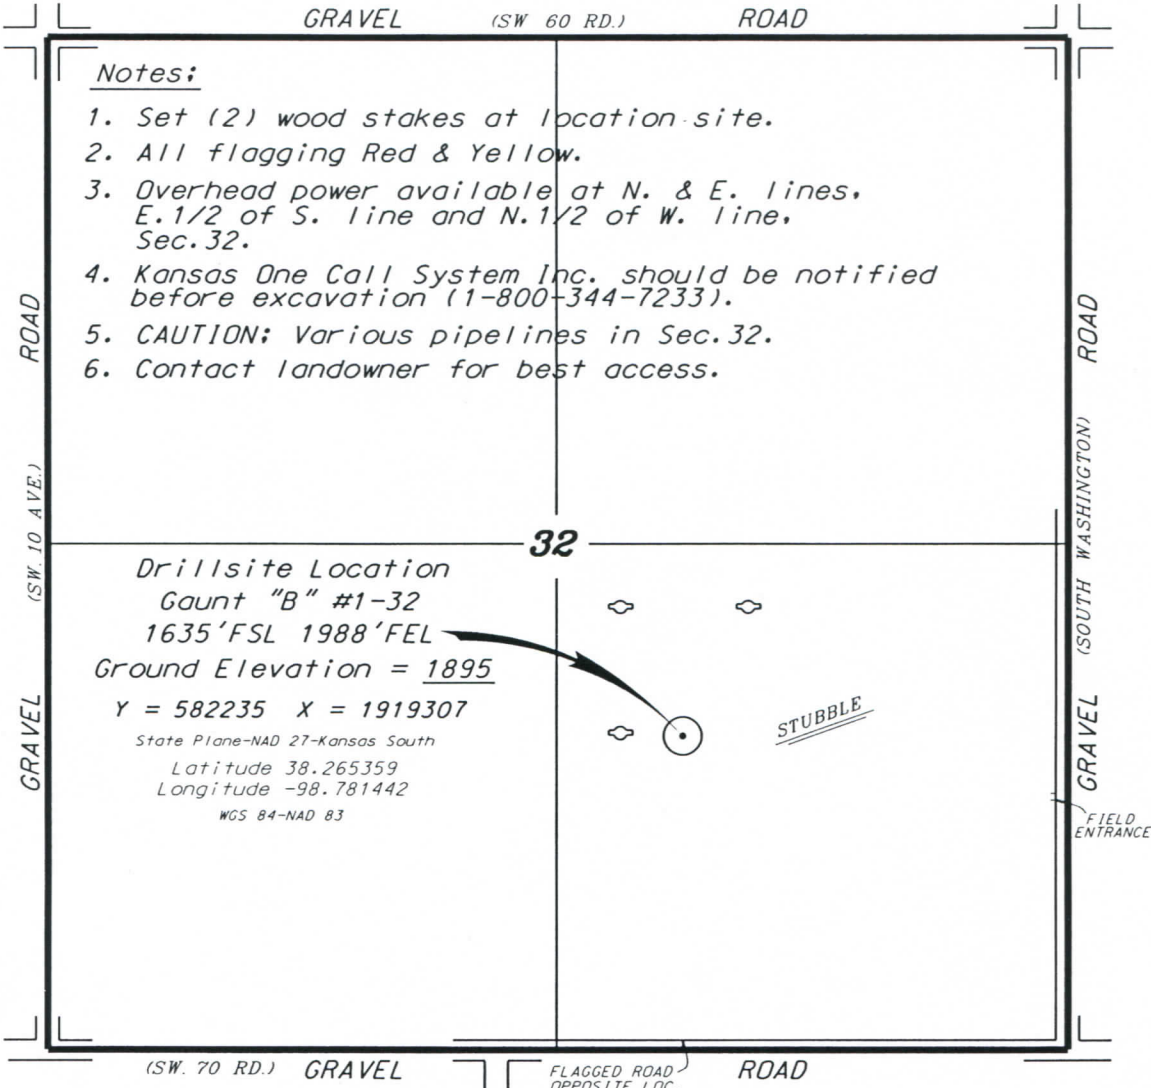 GRAVEL (SW 60 RD.) ROAD
Notes:
1. Set (2) wood stakes at location site.
2. All flagging Red & Yellow.
3. Overhead power available at N. & E. lines,
E.1/2 of S. line and N.1/2 of W. line,
Sec.32.
4. Kansas One Call System Inc. should be notified
before excavation (1-800-344-7233).
5. CAUTION: Various pipelines in Sec.32.
6. Contact landowner for best access.
ROAD
(SW. 10 AVE.)
GRAVEL
ROAD
(SOUTH WASHINGTON)
GRAVEL
32
Drillsite Location
Gaunt "B" #1-32
1635'FSL 1988'FEL
Ground Elevation = 1895
Y = 582235 X = 1919307
State Plane-NAD 27-Kansas South
Latitude 38.265359
Longitude -98.781442
WGS 84-NAD 83
STUBBLE
FIELD
ENTRANCE
(SW. 70 RD.) GRAVEL ROAD
FLAGGED ROAD
OPPOSITE LOC.